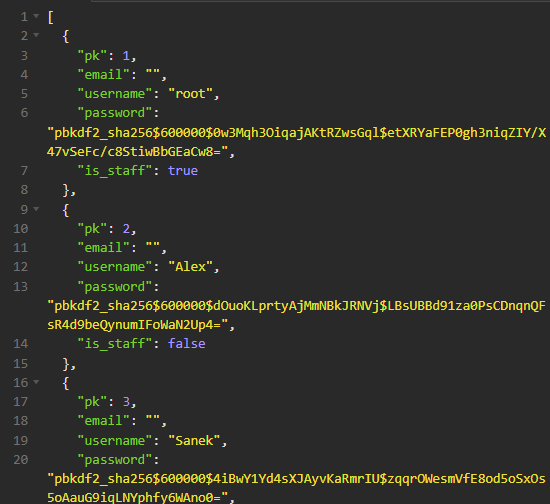 1 [
2 {
3 "pk": 1,
4 "email": "",
5 "username": "root",
6 "password":
"pbkdf2_sha256$600000$0w3Mqh3OiqajAKtRZwsGql$etXRYaFEP0gh3niqZIY/X
47vSeFc/c8StiwBbGEaCw8=",
7 "is_staff": true
8 },
9 {
10 "pk": 2,
11 "email": "",
12 "username": "Alex",
13 "password":
"pbkdf2_sha256$600000$dOuoKLprtyAjMmNBkJRNVj$LBsUBBd91za0PsCDnqnQF
sR4d9beQynumIFoWaN2Up4=",
14 "is_staff": false
15 },
16 {
17 "pk": 3,
18 "email": "",
19 "username": "Sanek",
20 "password":
"pbkdf2_sha256$600000$4iBwY1Yd4sXJAyvKaRmrIU$zqqrOWesmVfE8od5oSxOs
5oAauG9iqLNYphfy6WAno0=",